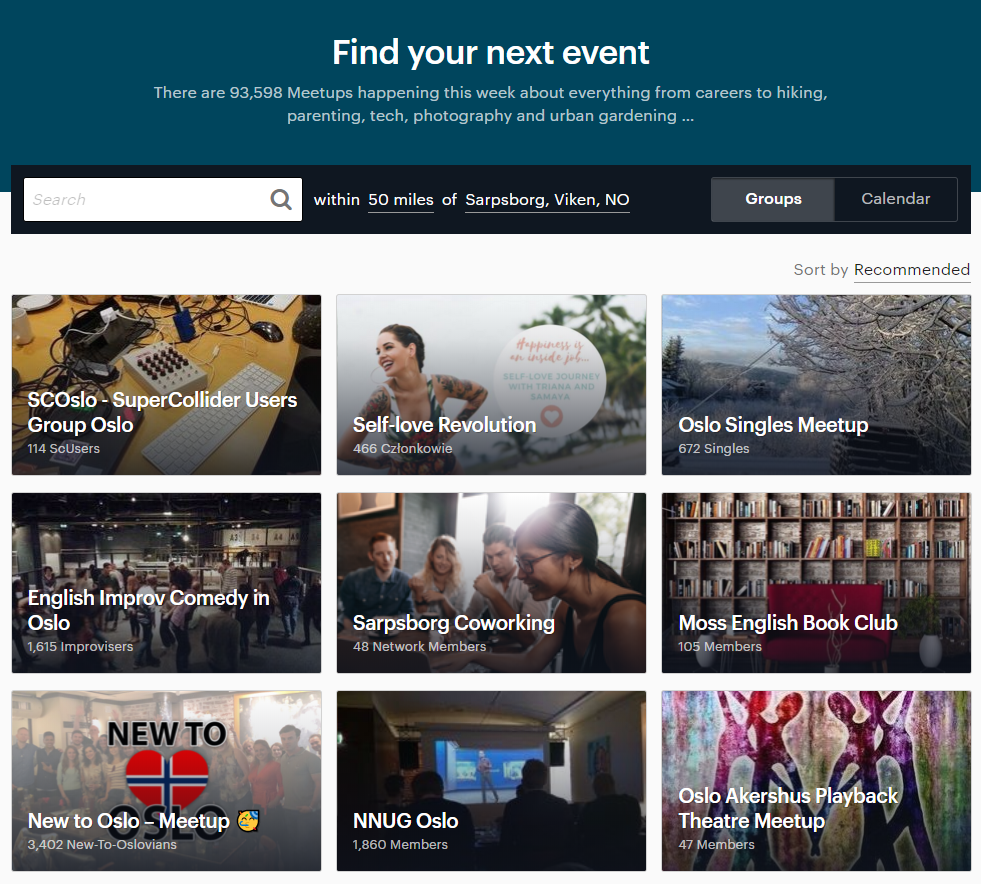 Find your next event
There are 93,598 Meetups happening this week about everything from careers to hiking,
parenting, tech, photography and urban gardening ...
Search
within 50 miles of Sarpsborg, Viken, NO
Groups
Calendar
Sort by Recommended
SCOslo - SuperCollider Users
Group Oslo
114 ScUsers
Happiness is
an inside job...
SELF-LOVE JOURNEY
WITH TRIANA AND
SAMAYA
Self-love Revolution
466 Członkowie
Oslo Singles Meetup
672 Singles
A3 A4 A
English Improv Comedy in
Oslo
1,615 Improvisers
Sarpsborg Coworking
48 Network Members
Moss English Book Club
105 Members
NEW TO
OSLO
New to Oslo – Meetup 🥳
3,402 New-To-Oslovians
NNUG Oslo
1,860 Members
Oslo Akershus Playback
Theatre Meetup
47 Members